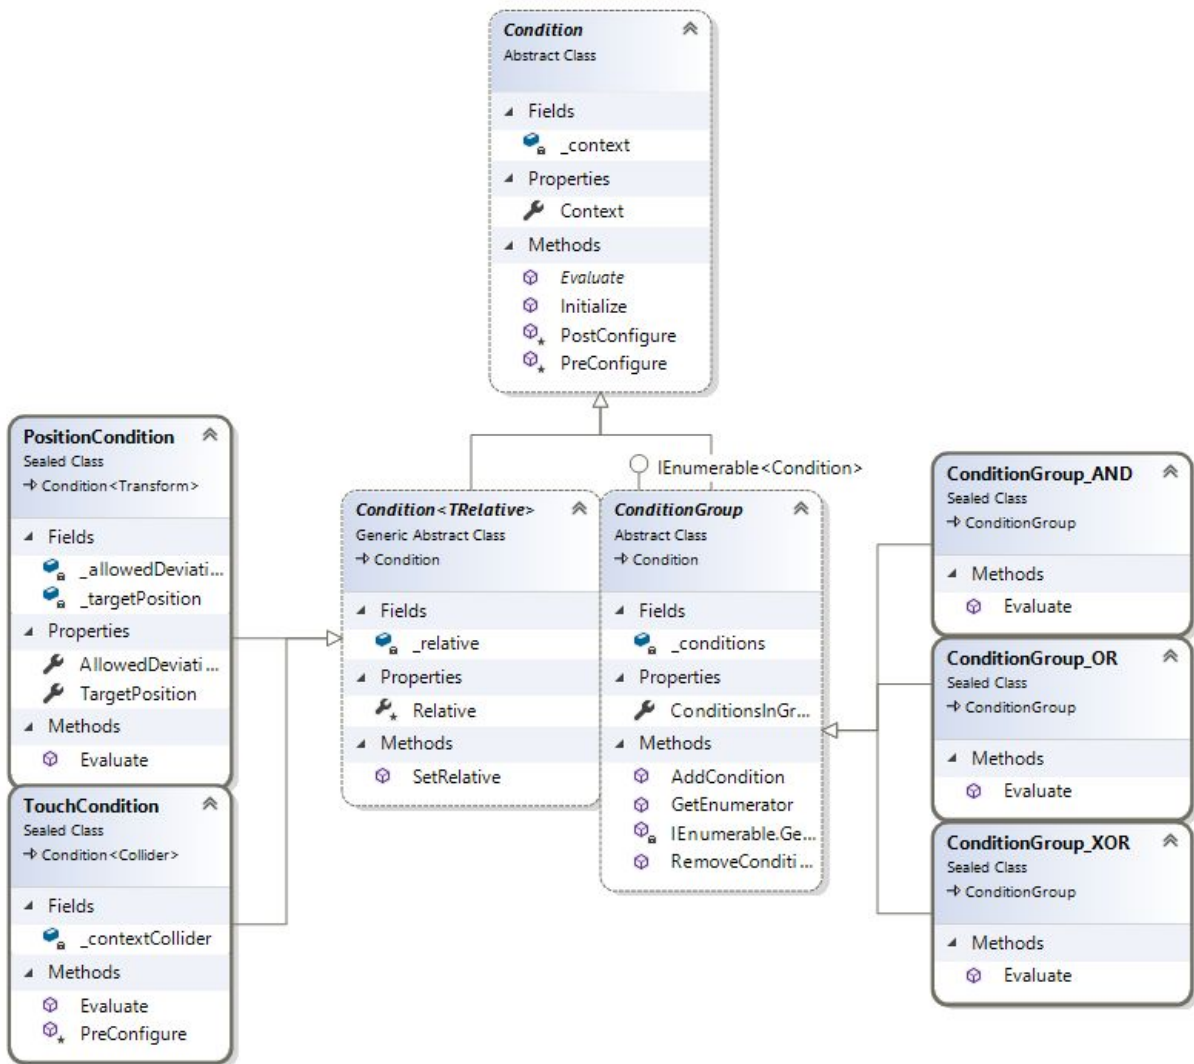 Condition
Abstract Class
Fields
_context
Properties
Context
Methods
Evaluate
Initialize
PostConfigure
PreConfigure
PositionCondition
Sealed Class
Condition<Transform>
Fields
_allowedDeviati...
_targetPosition
Properties
AllowedDeviati...
TargetPosition
Methods
Evaluate
TouchCondition
Sealed Class
Condition<Collider>
Fields
_contextCollider
Methods
Evaluate
PreConfigure
Condition<TRelative>
Generic Abstract Class
Condition
Fields
_relative
Properties
Relative
Methods
SetRelative
IEnumerable<Condition>
ConditionGroup
Abstract Class
Condition
Fields
_conditions
Properties
ConditionsInGr...
Methods
AddCondition
GetEnumerator
IEnumerable.Ge...
RemoveConditi...
ConditionGroup_AND
Sealed Class
ConditionGroup
Methods
Evaluate
ConditionGroup_OR
Sealed Class
ConditionGroup
Methods
Evaluate
ConditionGroup_XOR
Sealed Class
ConditionGroup
Methods
Evaluate